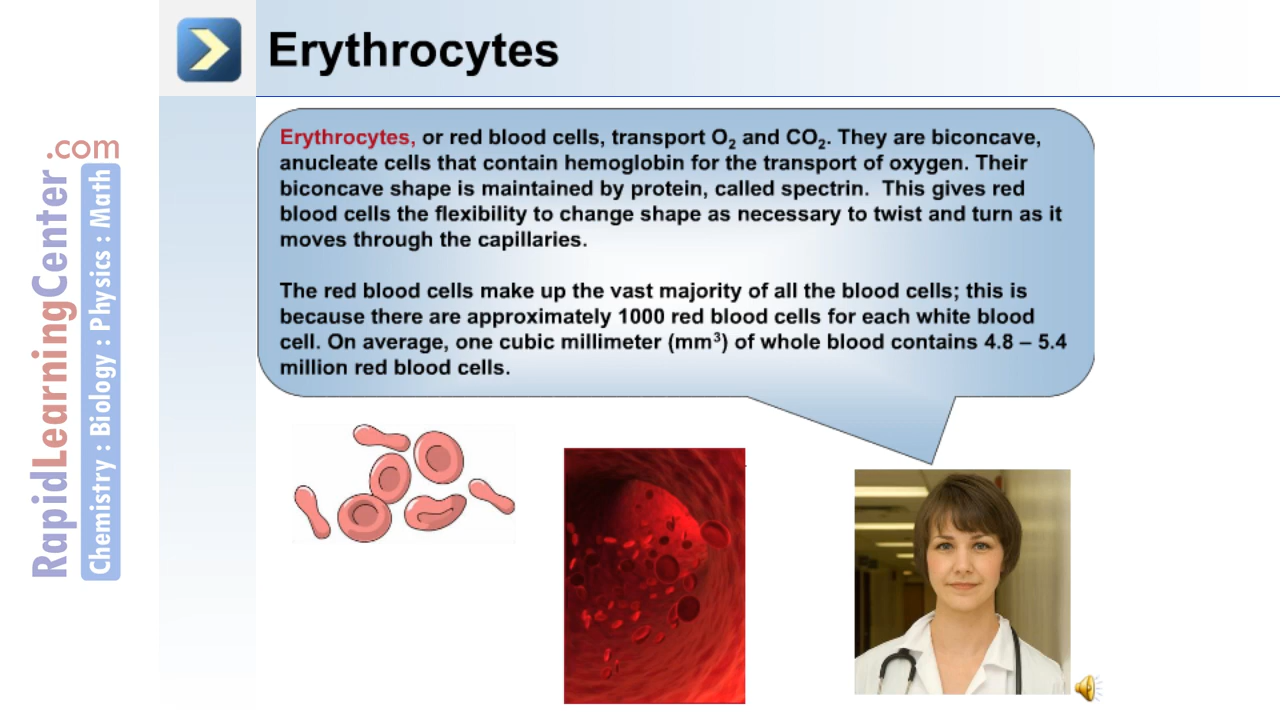 Erythrocytes
Erythrocytes, or red blood cells, transport O₂ and CO₂. They are biconcave,
anucleate cells that contain hemoglobin for the transport of oxygen. Their
biconcave shape is maintained by protein, called spectrin.  This gives red
blood cells the flexibility to change shape as necessary to twist and turn as it
moves through the capillaries.
The red blood cells make up the vast majority of all the blood cells; this is
because there are approximately 1000 red blood cells for each white blood
cell. On average, one cubic millimeter (mm³) of whole blood contains 4.8 – 5.4
million red blood cells.
RapidLearningCenter.com
Chemistry : Biology : Physics : Math